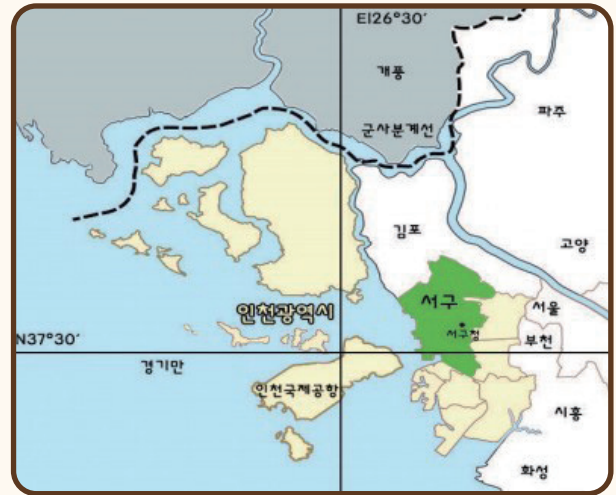 E126°30′
개풍
파주
군사분계선
김포
고양
서구
인천광역시
서울
서구청
N37°30′
부천
경기만
인천국제공항
시흥
화성